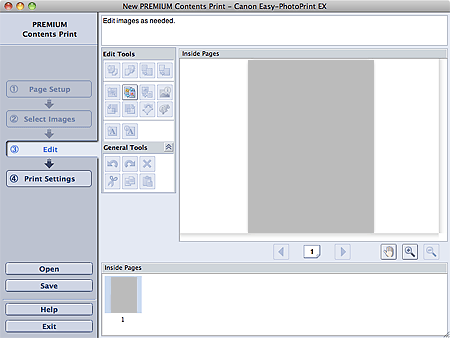 New PREMIUM Contents Print - Canon Easy-PhotoPrint EX
PREMIUM
Contents Print
Edit images as needed.
1 Page Setup
2 Select Images
3 Edit
4 Print Settings
Open
Save
Help
Exit
Edit Tools
General Tools
Inside Pages
1
Inside Pages
1